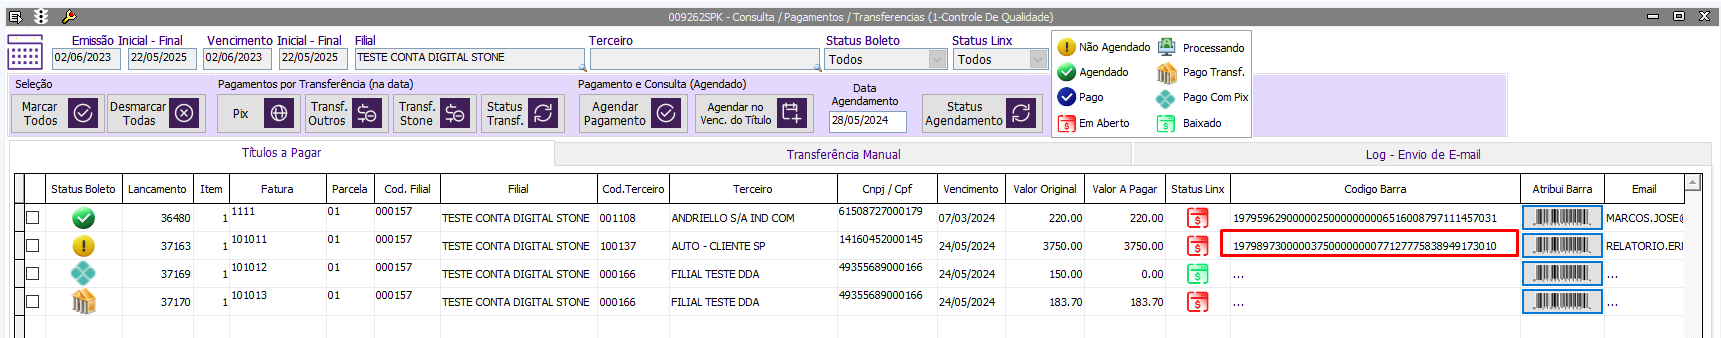 009262SPK - Consulta / Pagamentos / Transferencias (1-Controle De Qualidade)
Emissão Inicial - Final Vencimento Inicial - Final Filial Terceiro Status Boleto Status Linx
02/06/2023 22/05/2025 02/06/2023 22/05/2025 TESTE CONTA DIGITAL STONE Todos Todos
Não Agendado Processando
Agendado Pago Transf.
Pago Pago Com Pix
Em Aberto Baixado
Seleção
Marcar Todos
Desmarcar Todas
Pagamentos por Transferência (na data)
Pix
Transf. Outros
Transf. Stone
Status Transf.
Pagamento e Consulta (Agendado)
Agendar Pagamento
Agendar no Venc. do Título
Data Agendamento
28/05/2024
Status Agendamento
Títulos a Pagar Transferência Manual Log - Envio de E-mail
Status Boleto Lancamento Item Fatura Parcela Cod. Filial Filial Cod.Terceiro Terceiro Cnpj / Cpf Vencimento Valor Original Valor A Pagar Status Linx Codigo Barra Atribui Barra Email
36480 1 1111 01 000157 TESTE CONTA DIGITAL STONE 001108 ANDRIELLO S/A IND COM 61508727000179 07/03/2024 220.00 220.00 19795962900000250000000006516008797111457031 MARCOS.JOSE@
37163 1 101011 01 000157 TESTE CONTA DIGITAL STONE 100137 AUTO - CLIENTE SP 14160452000145 24/05/2024 3750.00 3750.00 19798973000003750000000077127775838949173010 RELATORIO.ERI
37169 1 101012 01 000157 TESTE CONTA DIGITAL STONE 000166 FILIAL TESTE DDA 49355689000166 24/05/2024 150.00 0.00 ... ...
37170 1 101013 01 000157 TESTE CONTA DIGITAL STONE 000166 FILIAL TESTE DDA 49355689000166 24/05/2024 183.70 183.70 ... ...